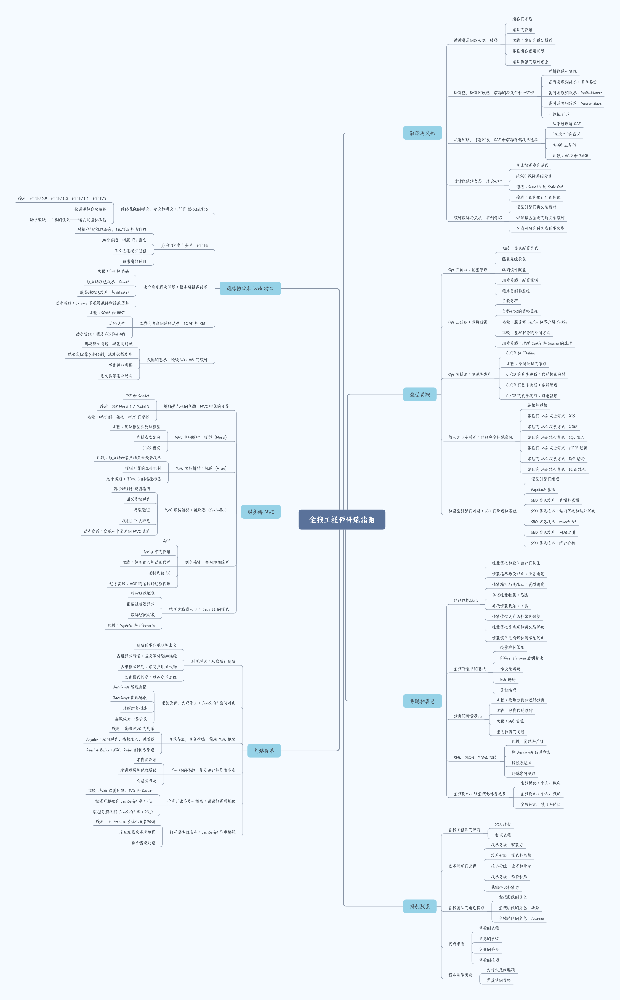 全栈工程师修炼指南
网络协议和 Web 接口
网络互联的昨天、今天和明天：HTTP 协议的演化
演进：HTTP/0.9、HTTP/1.0、HTTP/1.1、HTTP/2
长连接和分块传输
动手实践：工具的使用——请求发送和抓包
为 HTTP 穿上盔甲：HTTPS
对称/非对称性加密，SSL/TLS 和 HTTPS
动手实践：捕获 TLS 报文
TLS 连接建立过程
证书有效验证
换个角度解决问题：服务端推送技术
比较：Pull 和 Push
服务端推送技术：Comet
服务端推送技术：WebSocket
动手实践：Chrome 下观察连接和推送消息
工整与自由的风格之争：SOAP 和 REST
比较：SOAP 和 REST
风格之争
动手实践：调用 RESTful API
权衡的艺术：漫谈 Web API 的设计
明确核心问题，确定问题域
结合实际需求和限制，选择承载技术
确定接口风格
定义具体接口形式
服务端 MVC
解耦是永恒的主题：MVC 框架的发展
JSP 和 Servlet
演进：JSP Model 1 / Model 2
比较：MVC 的一般化，MVC 的变体
MVC 架构解析：模型（Model）
比较：贫血模型和充血模型
内部层次划分
CQRS 模式
MVC 架构解析：视图（View）
比较：服务端和客户端页面聚合技术
模板引擎的工作机制
动手实践：HTML 5 的模板标签
MVC 架构解析：控制器（Controller）
路径映射和视图指向
请求参数绑定
参数验证
视图上下文绑定
动手实践：实现一个简单的 MVC 系统
剑走偏锋：面向切面编程
AOP
Spring 中的应用
比较：静态织入和动态代理
控制反转 IoC
动手实践：AOP 的运行时动态代理
唯有套路得人心： Java EE 的模式
核心模式概览
拦截过滤器模式
数据访问对象
比较：MyBatis 和 Hibernate
前端技术
别有洞天：从后端到前端
前端技术的现状和意义
思维模式转变：应用事件驱动编程
思维模式转变：学写声明式代码
思维模式转变：培养交互思维
重剑无锋，大巧不工：JavaScript 面向对象
JavaScript 实现封装
JavaScript 实现继承
理解对象创建
函数成为一等公民
百花齐放，百家争鸣：前端 MVC 框架
演进：前端 MVC 的变革
Angular：双向绑定、依赖注入、过滤器
React + Redux：JSX，Redux 的状态管理
不一样的体验：交互设计和页面布局
单页面应用
渐进增强和优雅降级
响应式布局
千言万语不及一幅画：谈谈数据可视化
比较：Web 绘图标准，SVG 和 Canvas
数据可视化的 JavaScript 库：Flot
数据可视化的 JavaScript 库：D3.js
打开潘多拉盒子：JavaScript 异步编程
演进：用 Promise 来优化嵌套回调
用生成器来实现协程
异步错误处理
数据持久化
赫赫有名的双刃剑：缓存
缓存的本质
缓存的应用
比较：常见的缓存模式
常见缓存使用问题
缓存框架的设计要点
知其然，知其所以然：数据的持久化和一致性
理解数据一致性
高可用架构技术：简单备份
高可用架构技术：Multi-Master
高可用架构技术：Master-Slave
一致性 Hash
尺有所短，寸有所长：CAP 和数据存储技术选择
从本质理解 CAP
“三选二”的误区
NoSQL 三角形
比较：ACID 和 BASE
设计数据持久层：理论分析
关系数据库的范式
NoSQL 数据库的分类
演进：Scale Up 到 Scale Out
演进：结构化到非结构化
设计数据持久层：案例介绍
搜索引擎的持久层设计
地理信息系统的持久层设计
电商网站的持久层技术选型
最佳实践
Ops 三部曲：配置管理
比较：常见配置方式
配置层级关系
规约优于配置
动手实践：配置模板
程序员的独立性
Ops 三部曲：集群部署
负载分担
负载分担的策略算法
比较：服务端 Session 和客户端 Cookie
比较：集群部署的不同方式
动手实践：理解 Cookie 和 Session 的原理
Ops 三部曲：测试和发布
CI/CD 和 Pipeline
比较：不同测试的集成
CI/CD 的更多挑战：代码静态分析
CI/CD 的更多挑战：依赖管理
CI/CD 的更多挑战：环境监控
防人之心不可无：网站安全问题窥视
鉴权和授权
常见的 Web 攻击方式：XSS
常见的 Web 攻击方式：XSRF
常见的 Web 攻击方式：SQL 注入
常见的 Web 攻击方式：HTTP 劫持
常见的 Web 攻击方式：DNS 劫持
常见的 Web 攻击方式：DDoS 攻击
和搜索引擎的对话：SEO 的原理和基础
搜索引擎的组成
PageRank 算法
SEO 常见技术：白帽和黑帽
SEO 常见技术：站内优化和站外优化
SEO 常见技术：roberts.txt
SEO 常见技术：网站地图
SEO 常见技术：统计分析
专题和其它
网站性能优化
性能优化和软件设计的关系
性能指标与关注点：业务角度
性能指标与关注点：资源角度
寻找性能瓶颈：思路
寻找性能瓶颈：工具
性能优化之产品和架构调整
性能优化之后端和持久层优化
性能优化之前端和网络层优化
全栈开发中的算法
流量控制算法
Diffie–Hellman 密钥交换
哈夫曼编码
RLE 编码
算数编码
分页的那些事儿
比较：物理分页和逻辑分页
比较：分页代码设计
比较：SQL 实现
重复数据的问题
XML、JSON、YAML 比较
比较：简洁和严谨
和 JavaScript 的亲和力
路径表达式
特殊字符处理
全栈衍化：让全栈意味着更多
全栈衍化：个人、纵向
全栈衍化：个人、横向
全栈衍化：项目和团队
特别放送
全栈工程师的招聘
招人理念
面试流程
技术修炼的选择
技术分级：软能力
技术分级：模式和思想
技术分级：语言和平台
技术分级：框架和库
基础知识和能力
全栈团队的角色构成
全栈团队的定义
全栈团队的角色：华为
全栈团队的角色：Amazon
代码审查
审查的流程
常见的争议
审查的好处
审查的技巧
程序员学英语
为什么是必选项
学英语的策略